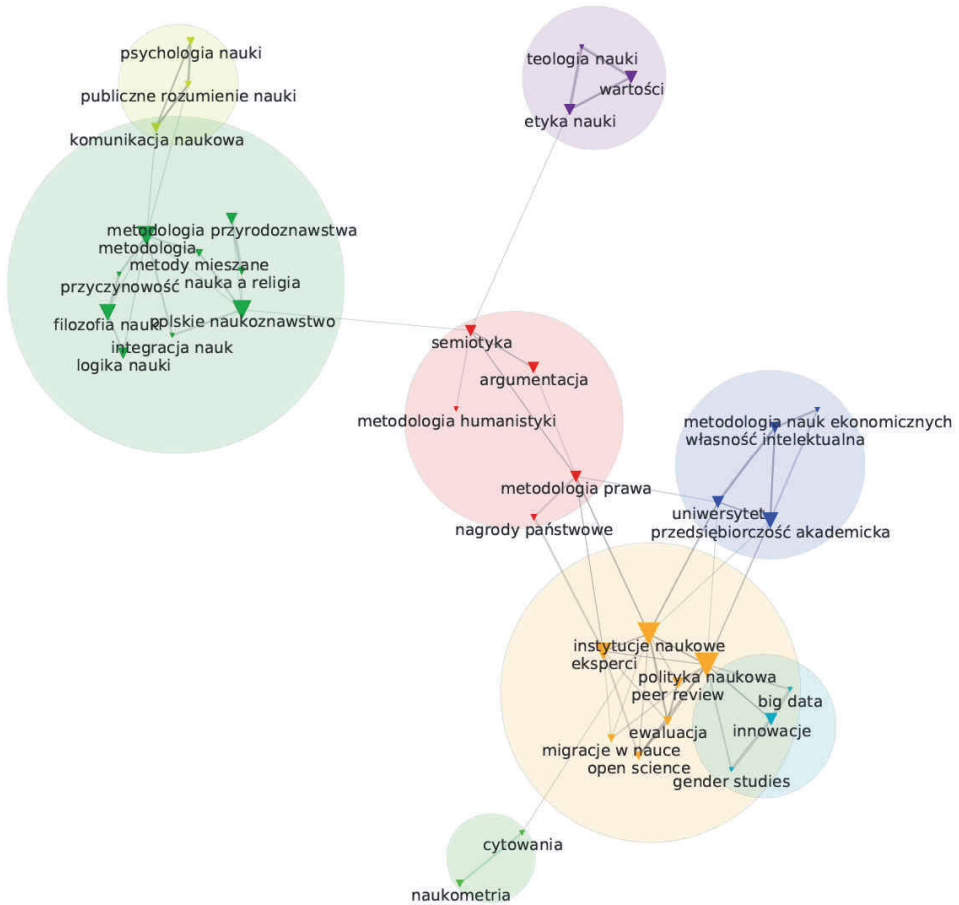 psychologia nauki
publiczne rozumienie nauki
komunikacja naukowa
teologia nauki
wartości
etyka nauki
metodologia przyrodoznawstwa
metodologia
metody mieszane
przyczynowość
nauka a religia
filozofia nauk
polskie naukoznawstwo
integracja nauk
logika nauki
semiotyka
argumentacja
metodologia humanistyki
metodologia prawa
nagrody państwowe
metodologia nauk ekonomicznych
własność intelektualna
uniwersytet
przedsiębiorczość akademicka
instytucje naukowe
eksperci
polityka naukowa
peer review
big data
ewaluacja
innowacje
migracje w nauce
open science
gender studies
cytowania
naukometria